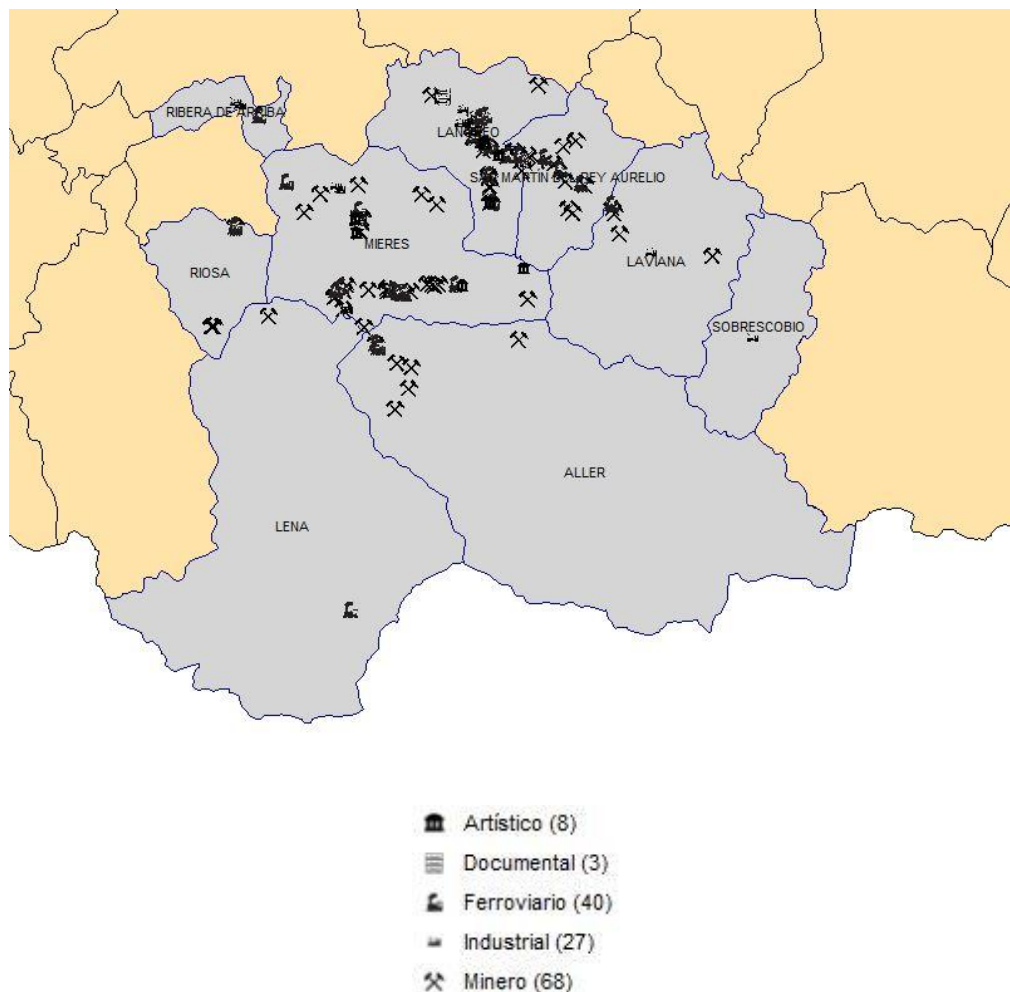 RIBERA DE ARRIBA
LANGREO
SAN MARTÍN DEL REY AURELIO
MIERES
RIOSA
LAVIANA
SOBRESCOBIO
ALLER
LENA
Artístico (8)
Documental (3)
Ferroviario (40)
Industrial (27)
Minero (68)